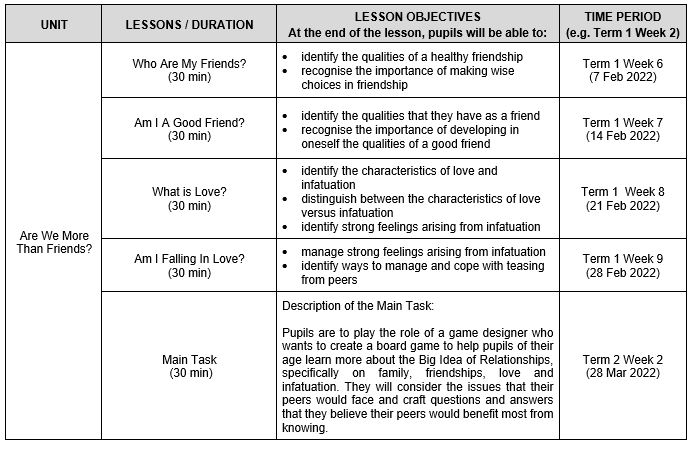 UNIT
LESSONS / DURATION
LESSON OBJECTIVES
At the end of the lesson, pupils will be able to:
TIME PERIOD
(e.g. Term 1 Week 2)
Are We More
Than Friends?
Who Are My Friends?
(30 min)
• identify the qualities of a healthy friendship
• recognise the importance of making wise
choices in friendship
Term 1 Week 6
(7 Feb 2022)
Am I A Good Friend?
(30 min)
• identify the qualities that they have as a friend
• recognise the importance of developing in
oneself the qualities of a good friend
Term 1 Week 7
(14 Feb 2022)
What is Love?
(30 min)
• identify the characteristics of love and
infatuation
• distinguish between the characteristics of love
versus infatuation
• identify strong feelings arising from infatuation
Term 1 Week 8
(21 Feb 2022)
Am I Falling In Love?
(30 min)
• manage strong feelings arising from infatuation
• identify ways to manage and cope with teasing
from peers
Term 1 Week 9
(28 Feb 2022)
Main Task
(30 min)
Description of the Main Task:
Pupils are to play the role of a game designer who
wants to create a board game to help pupils of their
age learn more about the Big Idea of Relationships,
specifically on family, friendships, love and
infatuation. They will consider the issues that their
peers would face and craft questions and answers
that they believe their peers would benefit most from
knowing.
Term 2 Week 2
(28 Mar 2022)